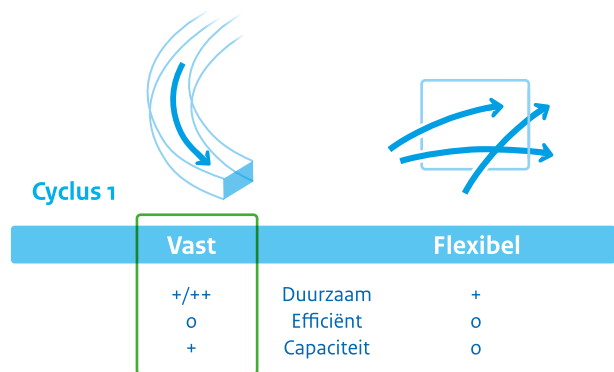 Cyclus 1
Vast Flexibel
+/++ Duurzaam +
o Efficiënt o
+ Capaciteit o